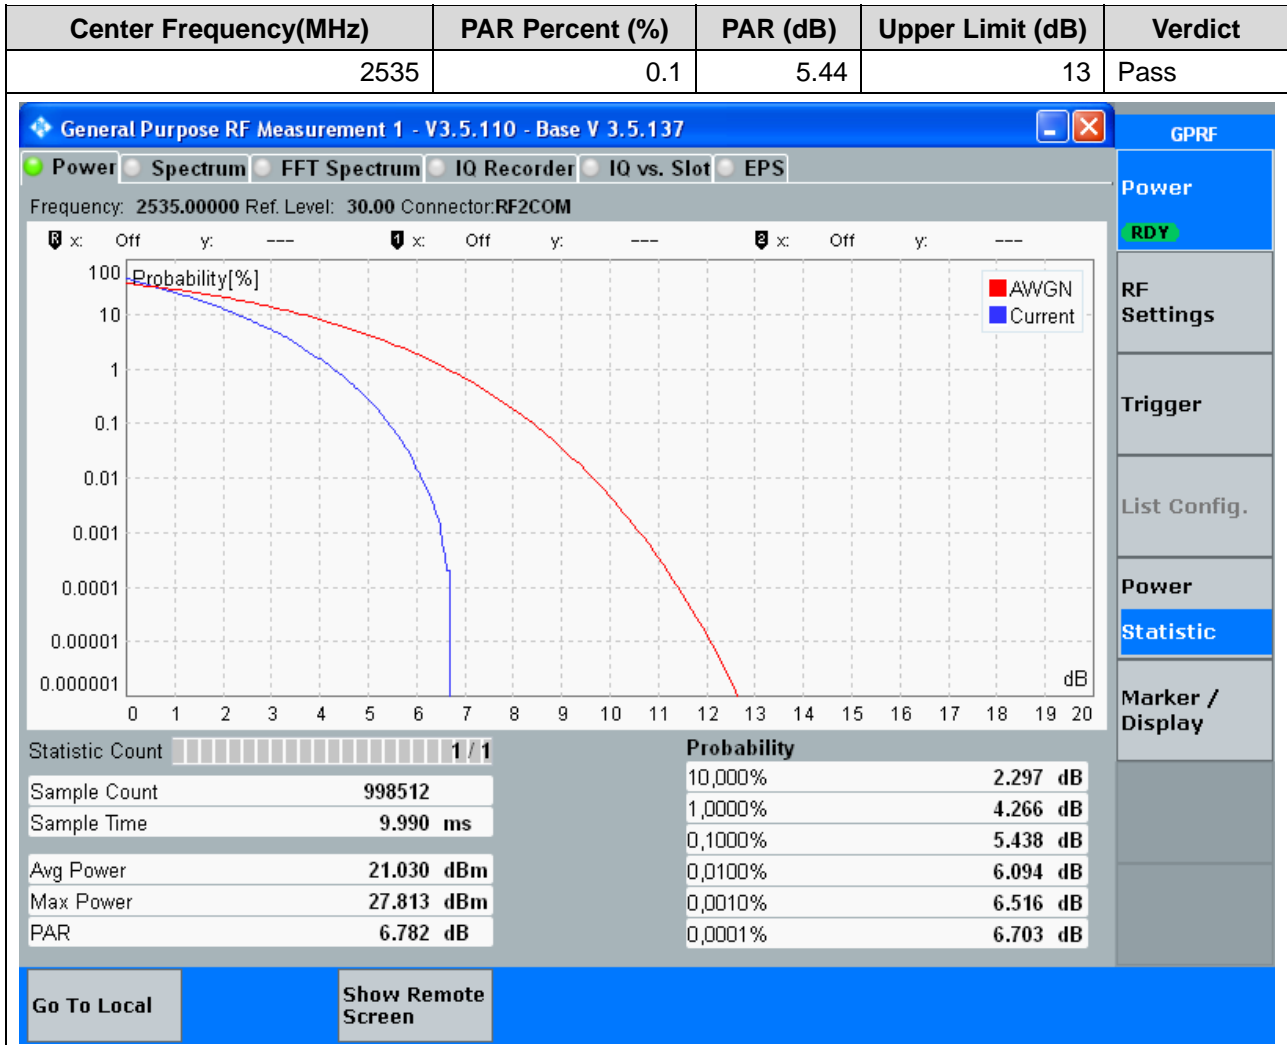 Center Frequency(MHz) PAR Percent (%) PAR (dB) Upper Limit (dB) Verdict
2535 0.1 5.44 13 Pass
General Purpose RF Measurement 1 - V3.5.110 - Base V 3.5.137
GPRF
Power Spectrum FFT Spectrum IQ Recorder IQ vs. Slot EPS
Power
RDY
Frequency: 2535.00000 Ref. Level: 30.00 Connector:RF2COM
R x: Off y: --- 1 x: Off y: --- 2 x: Off y: ---
Probability[%]
100
10
1
0.1
0.01
0.001
0.0001
0.00001
0.000001
AWGN
Current
dB
0 1 2 3 4 5 6 7 8 9 10 11 12 13 14 15 16 17 18 19 20
RF
Settings
Trigger
List Config.
Power
Statistic
Marker /
Display
Statistic Count 1 / 1
Sample Count 998512
Sample Time 9.990 ms
Avg Power 21.030 dBm
Max Power 27.813 dBm
PAR 6.782 dB
Probability
10,000% 2.297 dB
1,0000% 4.266 dB
0,1000% 5.438 dB
0,0100% 6.094 dB
0,0010% 6.516 dB
0,0001% 6.703 dB
Go To Local
Show Remote
Screen